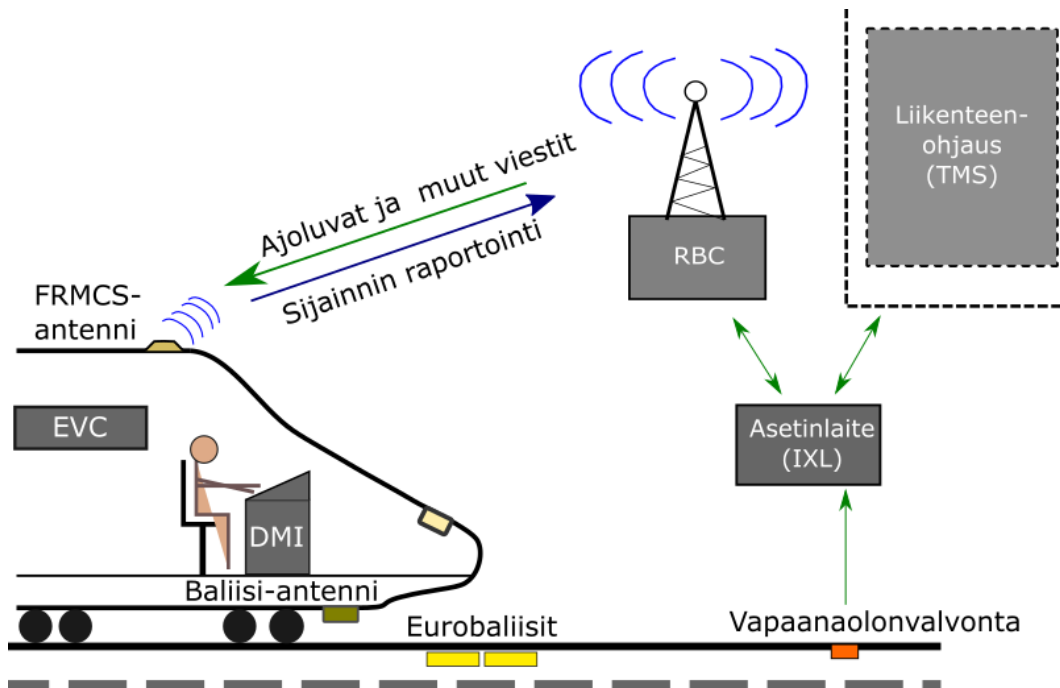 Liikenteen-
ohjaus
(TMS)
Ajoluvat ja muut viestit
Sijainnin raportointi
RBC
FRMCS-
antenni
EVC
Asetinlaite
(IXL)
DMI
Baliisi-antenni
Eurobaliisit
Vapaanaolonvalvonta